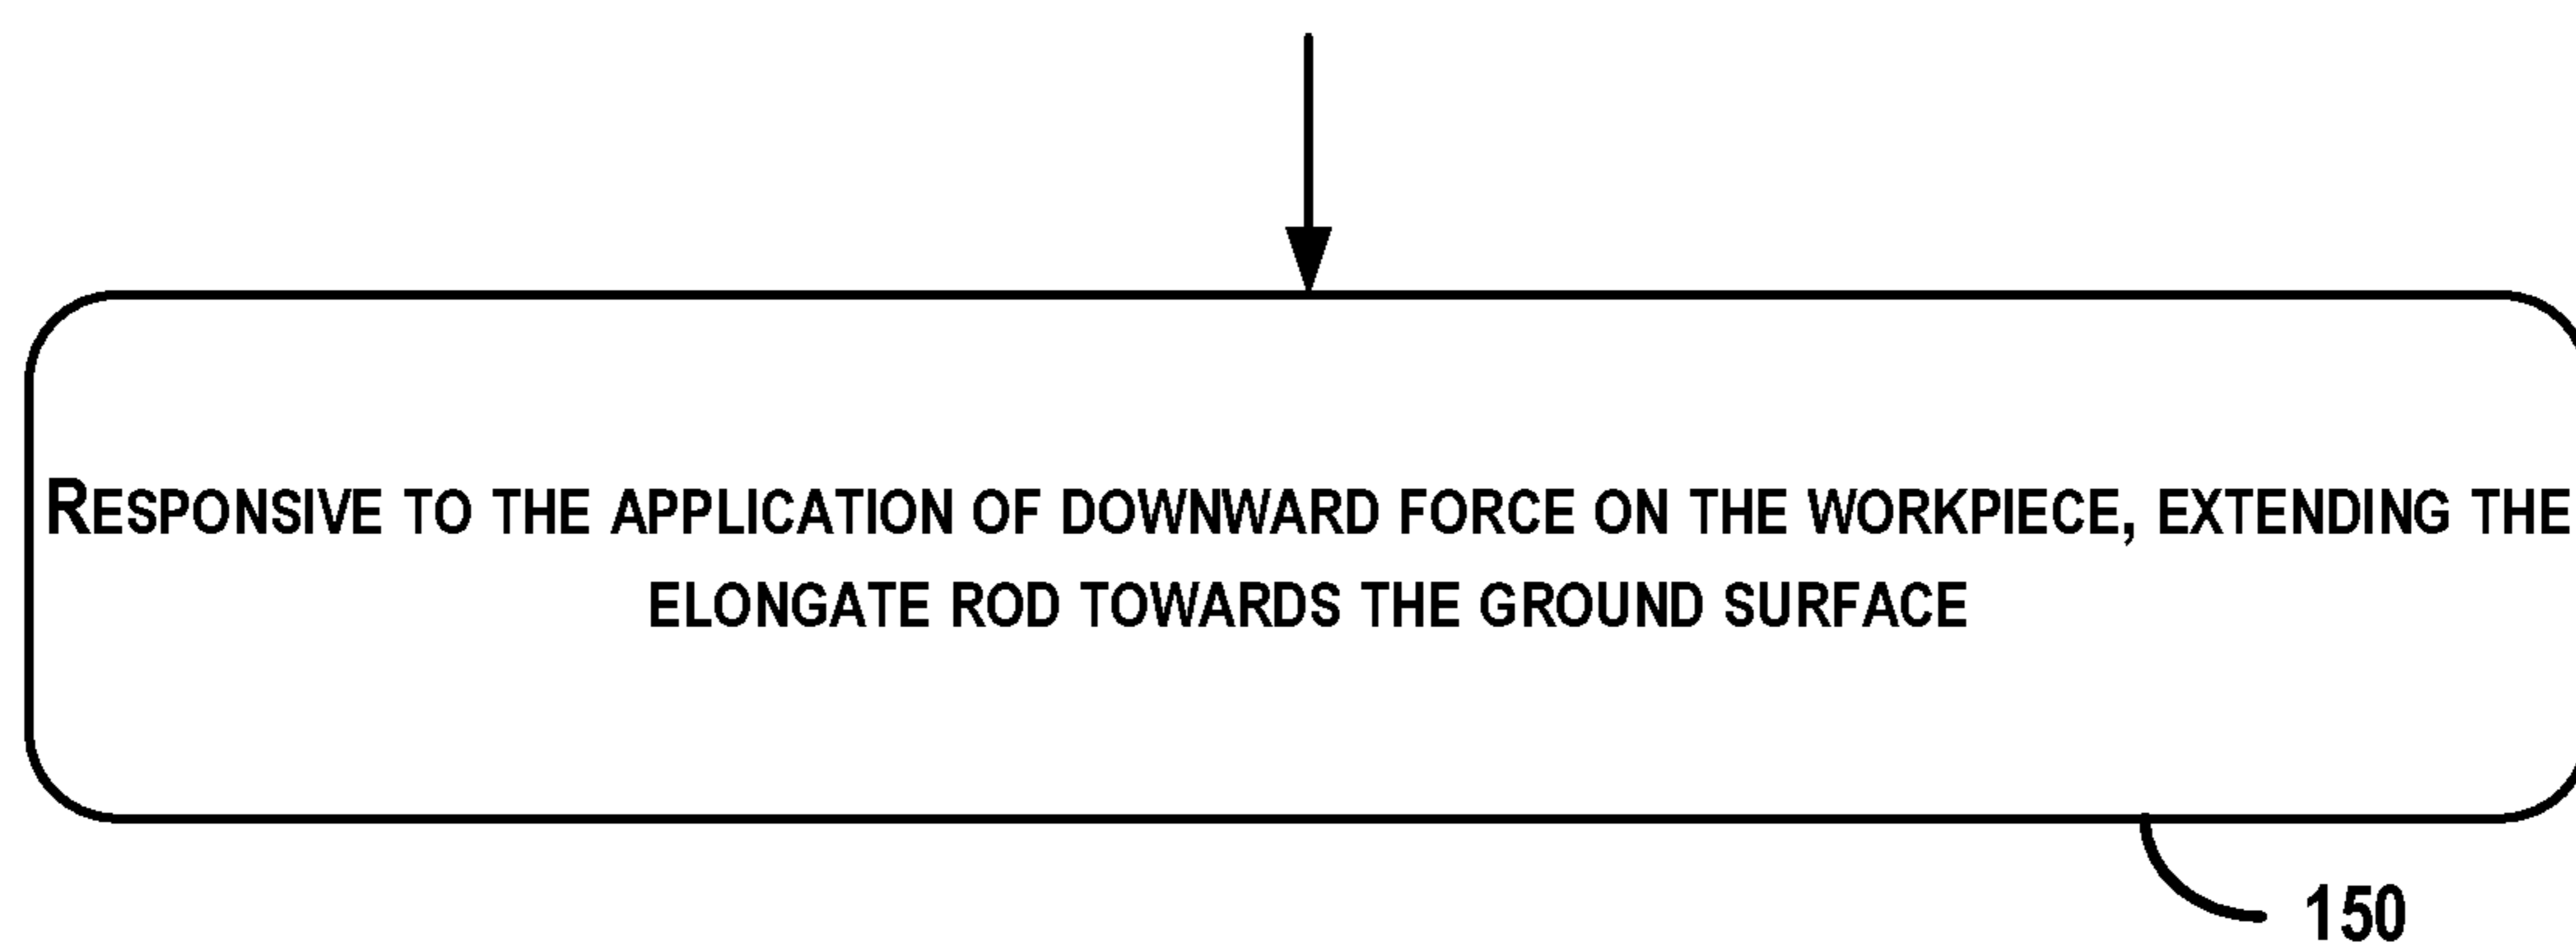 RESPONSIVE TO THE APPLICATION OF DOWNWARD FORCE ON THE WORKPIECE, EXTENDING THE
ELONGATE ROD TOWARDS THE GROUND SURFACE
150